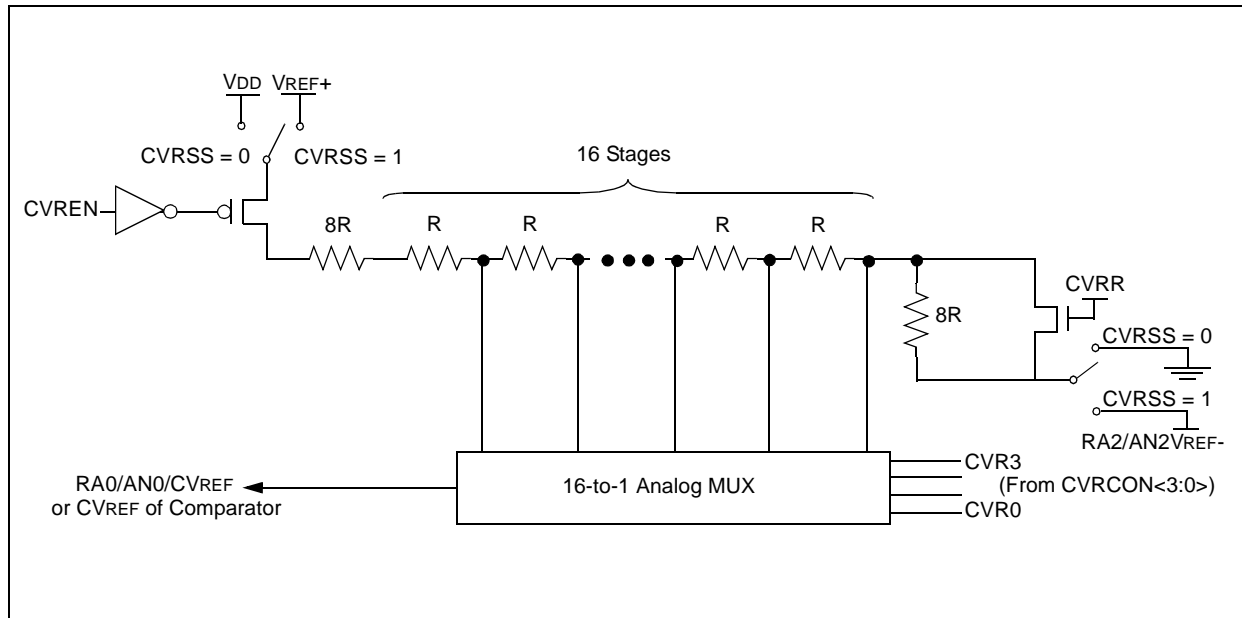 VDD VREF+
CVRSS = 0 CVRSS = 1
16 Stages
CVREN
8R R R R R
CVRR
8R
CVRSS = 0
CVRSS = 1
RA2/AN2VREF-
RA0/AN0/CVREF
or CVREF of Comparator
16-to-1 Analog MUX
CVR3
(From CVRCON<3:0>)
CVR0